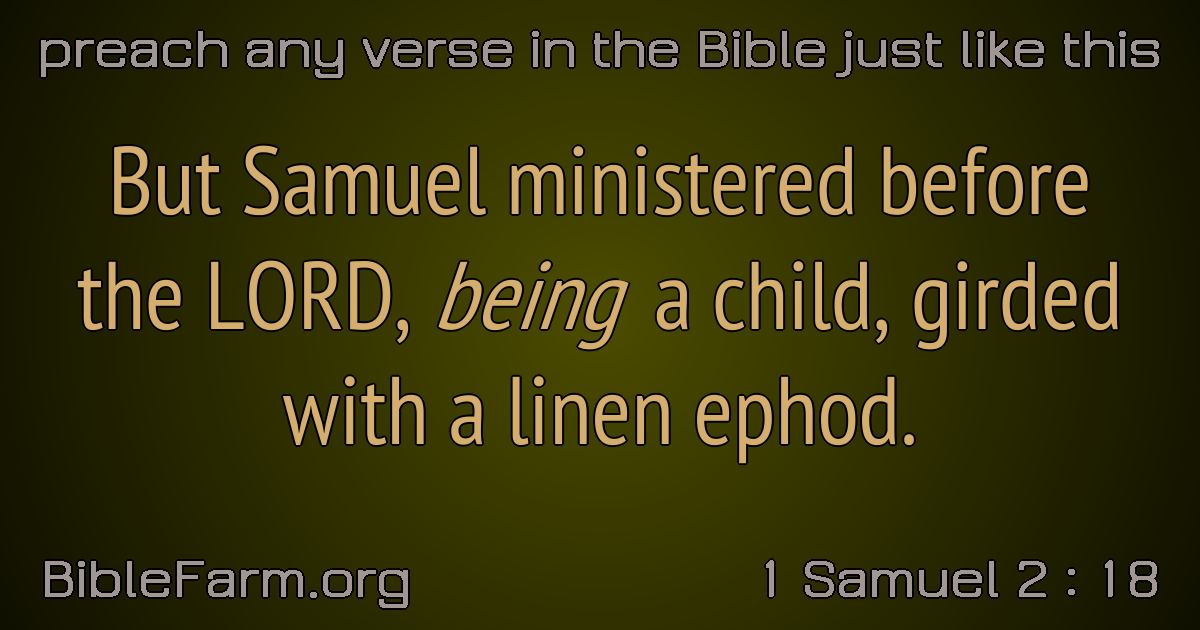 preach any verse in the Bible just like this
But Samuel ministered before
the LORD, being a child, girded
with a linen ephod.
BibleFarm.org
1 Samuel 2 : 18